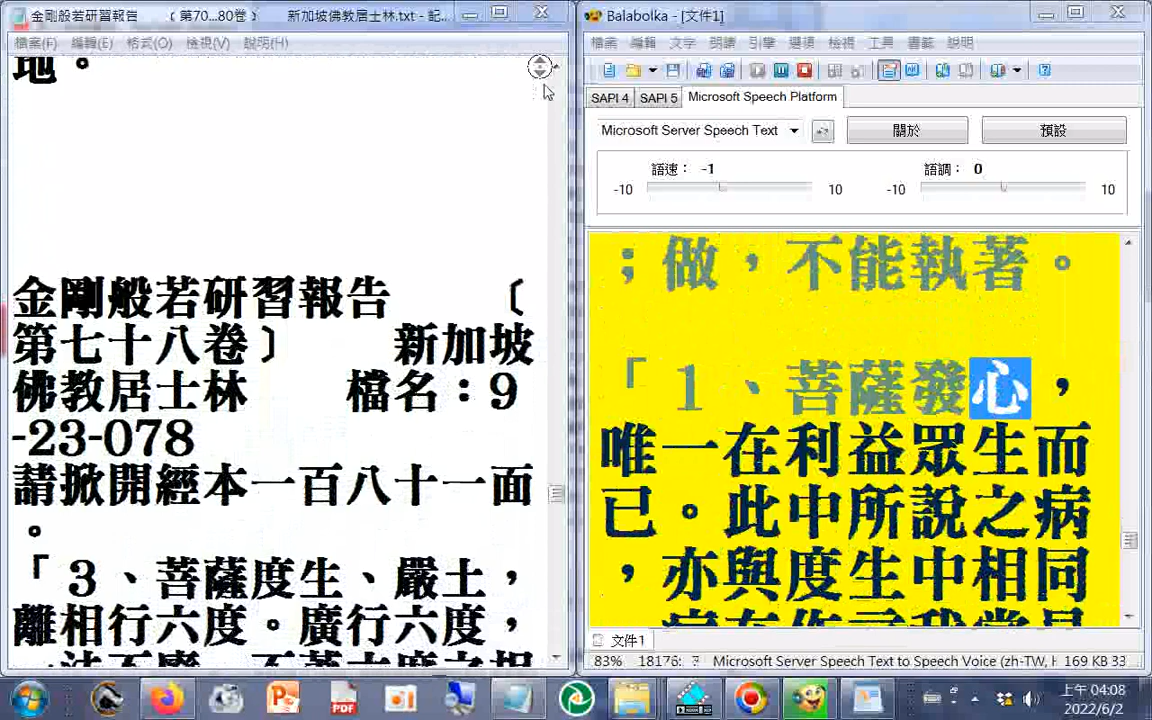 金剛般若研習報告 〔第70...80卷〕 新加坡佛教居士林.txt - 記...
檔案(F) 編輯(E) 格式(O) 檢視(V) 說明(H)
地。
金剛般若研習報告 〔
第七十八卷〕 新加坡
佛教居士林 檔名：9
-23-078
請掀開經本一百八十一面
。
「3、菩薩度生、嚴土，
離相行六度。廣行六度，
Balabolka - [文件1]
檔案 編輯 文字 朗讀 引擎 選項 檢視 工具 書籤 說明
SAPI 4 SAPI 5 Microsoft Speech Platform
Microsoft Server Speech Text 關於 預設
語速： -1 語調： 0
-10 10 -10 10
；做，不能執著。
「1、菩薩發心，
唯一在利益眾生而
已。此中所說之病
，亦與度生中相同
文件1
83% 18176: Microsoft Server Speech Text to Speech Voice (zh-TW, H 169 KB 33
上午 04:08
2022/6/2